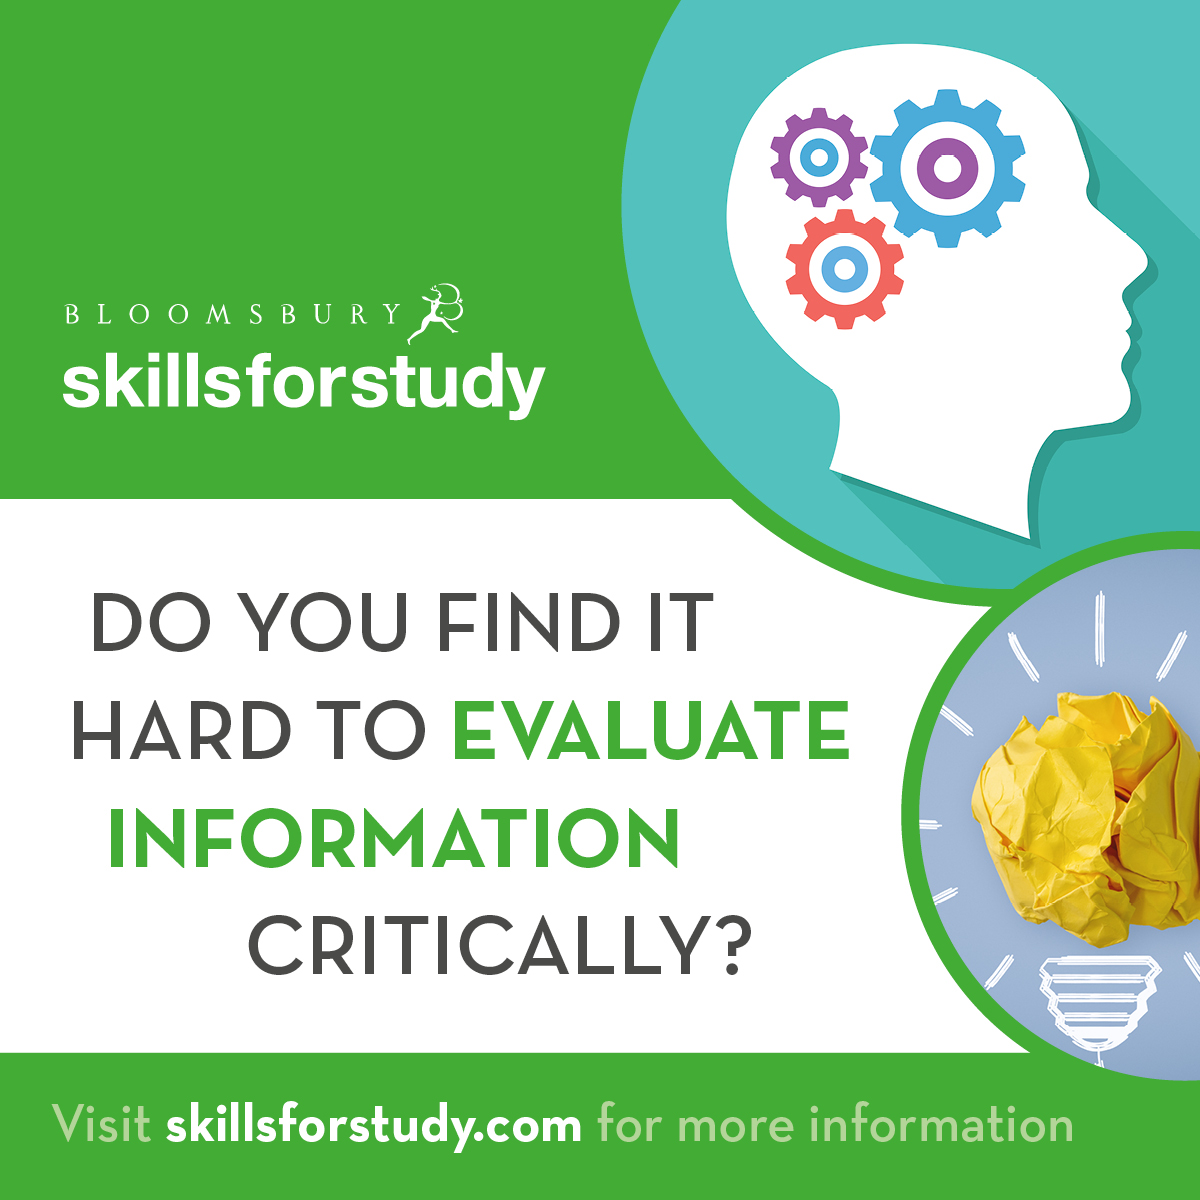 BLOOMSBURY
skillsforstudy
DO YOU FIND IT
HARD TO EVALUATE
INFORMATION
CRITICALLY?
Visit skillsforstudy.com for more information